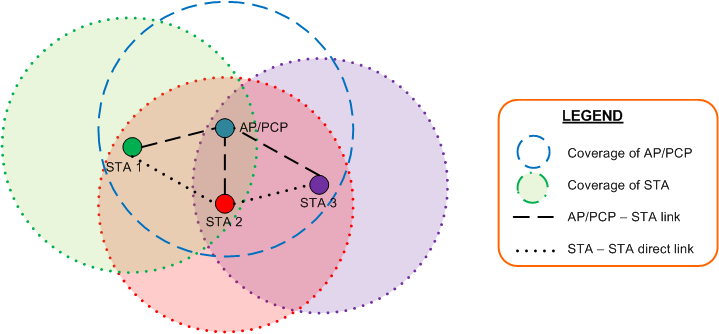 AP/PCP
STA 1
STA 3
STA 2
LEGEND
Coverage of AP/PCP
Coverage of STA
AP/PCP – STA link
STA – STA direct link